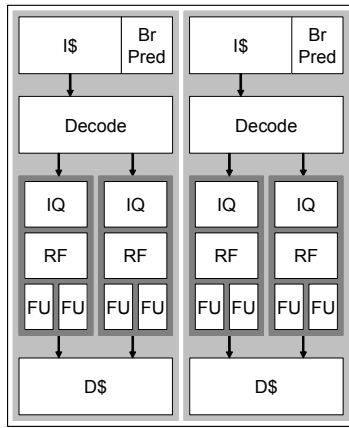 I$ Br Pred I$ Br Pred
Decode Decode
IQ IQ IQ IQ
RF RF RF RF
FU FU FU FU FU FU FU FU
D$ D$